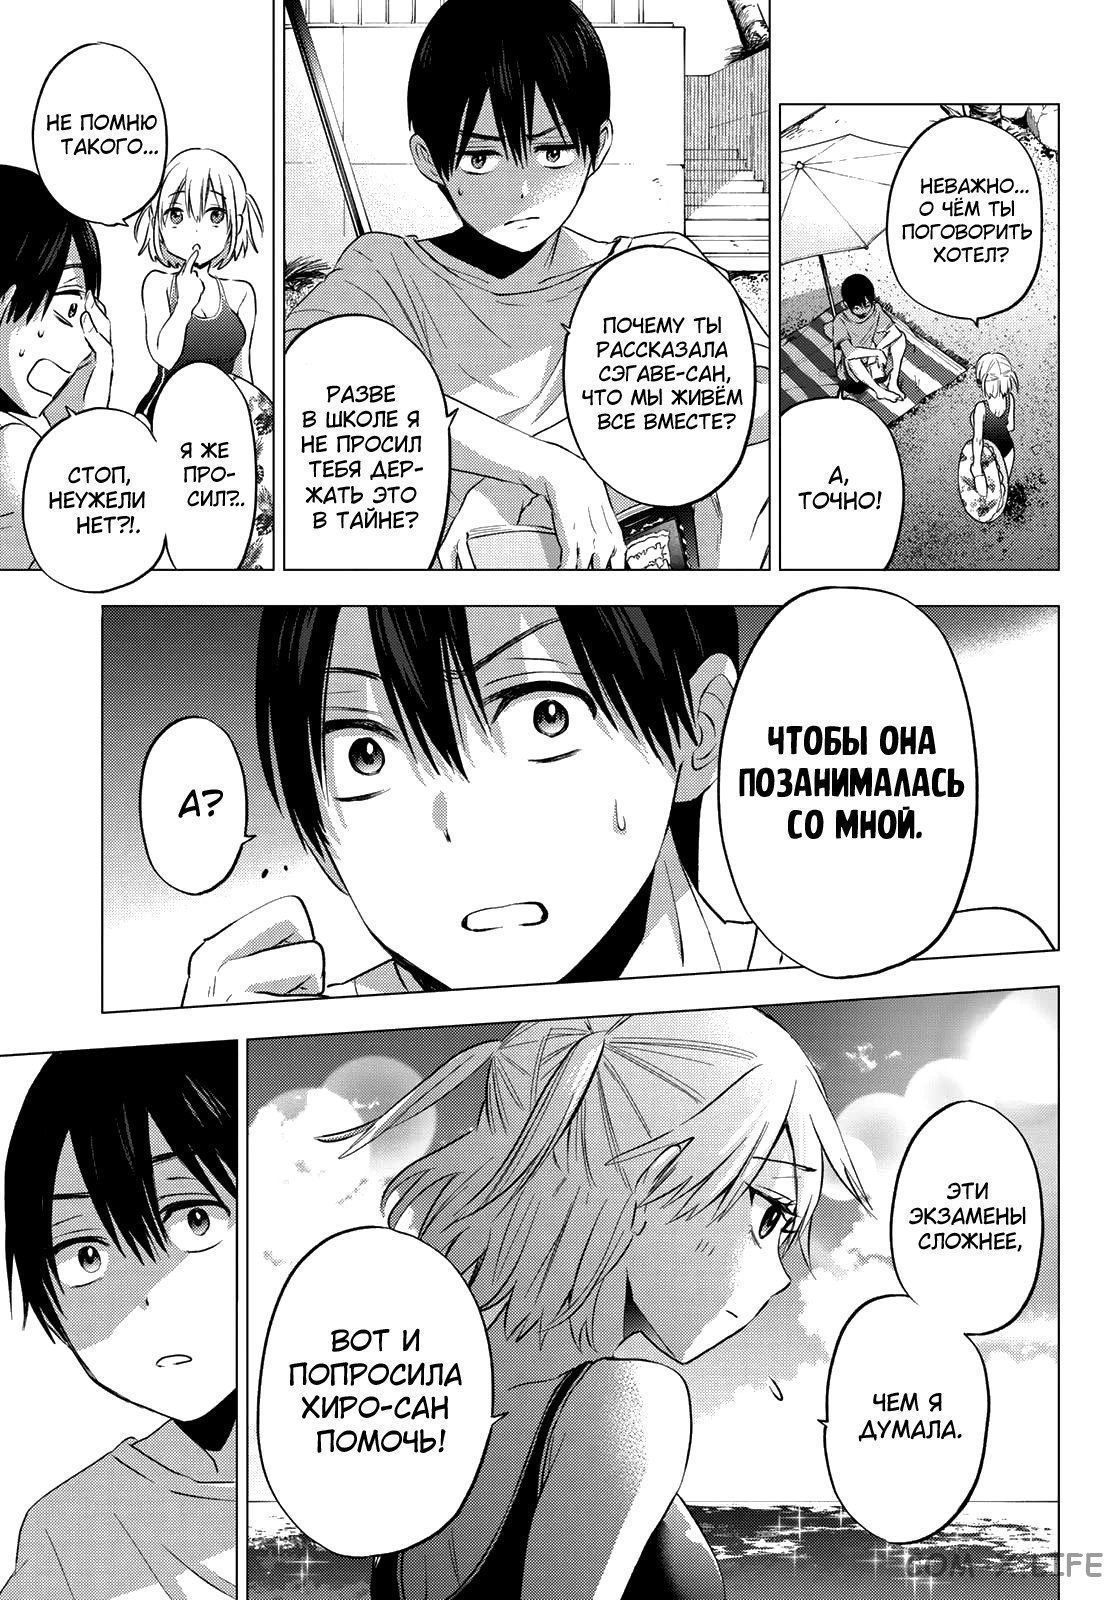 НЕВАЖНО...
О ЧЁМ ТЫ
ПОГОВОРИТЬ
ХОТЕЛ?
А,
ТОЧНО!
ПОЧЕМУ ТЫ
РАССКАЗАЛА
СЭГАВЕ-САН,
ЧТО МЫ ЖИВЁМ
ВСЕ ВМЕСТЕ?
РАЗВЕ
В ШКОЛЕ Я
НЕ ПРОСИЛ
ТЕБЯ ДЕР-
ЖАТЬ ЭТО
В ТАЙНЕ?
НЕ ПОМНЮ
ТАКОГО...
Я ЖЕ
ПРО-
СИЛ?..
СТОП,
НЕУЖЕЛИ
НЕТ?!.
ЧТОБЫ ОНА
ПОЗАНИМАЛАСЬ
СО МНОЙ.
А?
ЭТИ
ЭКЗАМЕНЫ
СЛОЖНЕЕ,
ЧЕМ Я
ДУМАЛА.
ВОТ И
ПОПРОСИЛА
ХИРО-САН
ПОМОЧЬ!
COM-X.LIFE